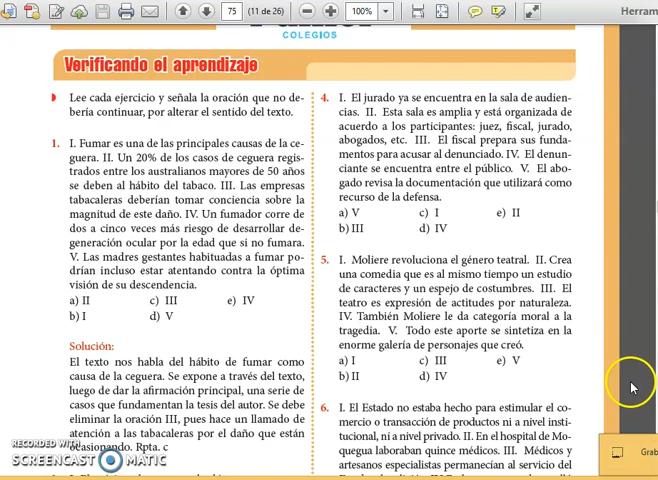 75
(11 de 26)
100%
Herram
COLEGIOS
Verificando el aprendizaje
Lee cada ejercicio y señala la oración que no de-
bería continuar, por alterar el sentido del texto.
1. I. Fumar es una de las principales causas de la ce-
guera. II. Un 20% de los casos de ceguera regis-
trados entre los australianos mayores de 50 años
se deben al hábito del tabaco. III. Las empresas
tabacaleras deberían tomar conciencia sobre la
magnitud de este daño. IV. Un fumador corre de
dos a cinco veces más riesgo de desarrollar de-
generación ocular por la edad que si no fumara.
V. Las madres gestantes habituadas a fumar po-
drían incluso estar atentando contra la óptima
visión de su descendencia.
a) II c) III e) IV
b) I d) V
Solución:
El texto nos habla del hábito de fumar como
causa de la ceguera. Se expone a través del texto,
luego de dar la afirmación principal, una serie de
casos que fundamentan la tesis del autor. Se debe
eliminar la oración III, pues hace un llamado de
atención a las tabacaleras por el daño que están
ocasionando. Rpta. c
4. I. El jurado ya se encuentra en la sala de audien-
cias. II. Esta sala es amplia y está organizada de
acuerdo a los participantes: juez, fiscal, jurado,
abogados, etc. III. El fiscal prepara sus funda-
mentos para acusar al denunciado. IV. El denun-
ciante se encuentra entre el público. V. El abo-
gado revisa la documentación que utilizará como
recurso de la defensa.
a) V c) I e) II
b) III d) IV
5. I. Moliere revoluciona el género teatral. II. Crea
una comedia que es al mismo tiempo un estudio
de caracteres y un espejo de costumbres. III. El
teatro es expresión de actitudes por naturaleza.
IV. También Moliere le da categoría moral a la
tragedia. V. Todo este aporte se sintetiza en la
enorme galería de personajes que creó.
a) I c) III e) V
b) II d) IV
6. I. El Estado no estaba hecho para estimular el co-
mercio o transacción de productos ni a nivel insti-
tucional, ni a nivel privado. II. En el hospital de Mo-
quegua laboraban quince médicos. III. Médicos y
artesanos especialistas permanecían al servicio del
RECORDED WITH
SCREENCAST MATIC
Grab